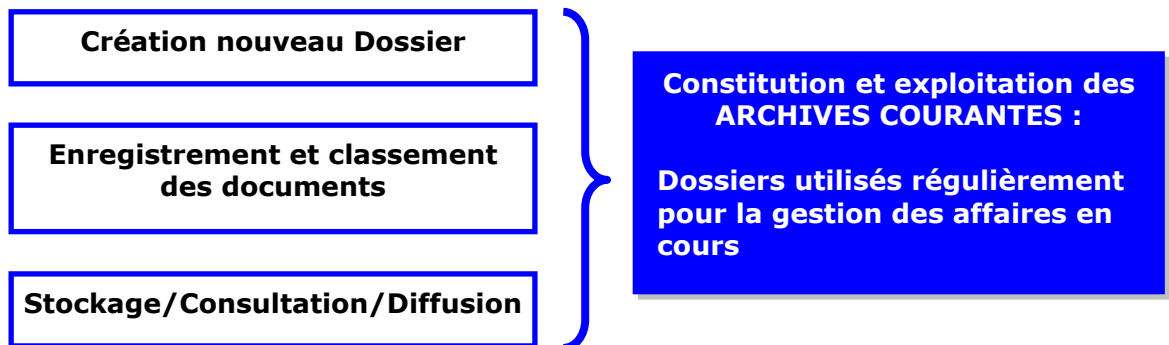 Création nouveau Dossier
Enregistrement et classement
des documents
Stockage/Consultation/Diffusion
Constitution et exploitation des
ARCHIVES COURANTES :
Dossiers utilisés régulièrement
pour la gestion des affaires en
cours